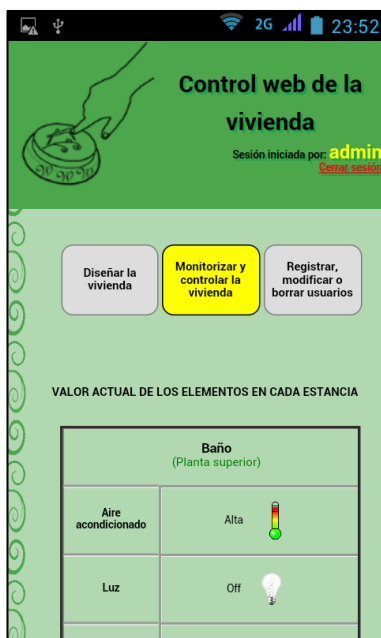 2G 23:52
Control web de la
vivienda
Sesión iniciada por: admin
Cerrar sesión
Diseñar la
vivienda
Monitorizar y
controlar la
vivienda
Registrar,
modificar o
borrar usuarios
VALOR ACTUAL DE LOS ELEMENTOS EN CADA ESTANCIA
Baño
(Planta superior)
Aire
acondicionado
Alta
Luz
Off